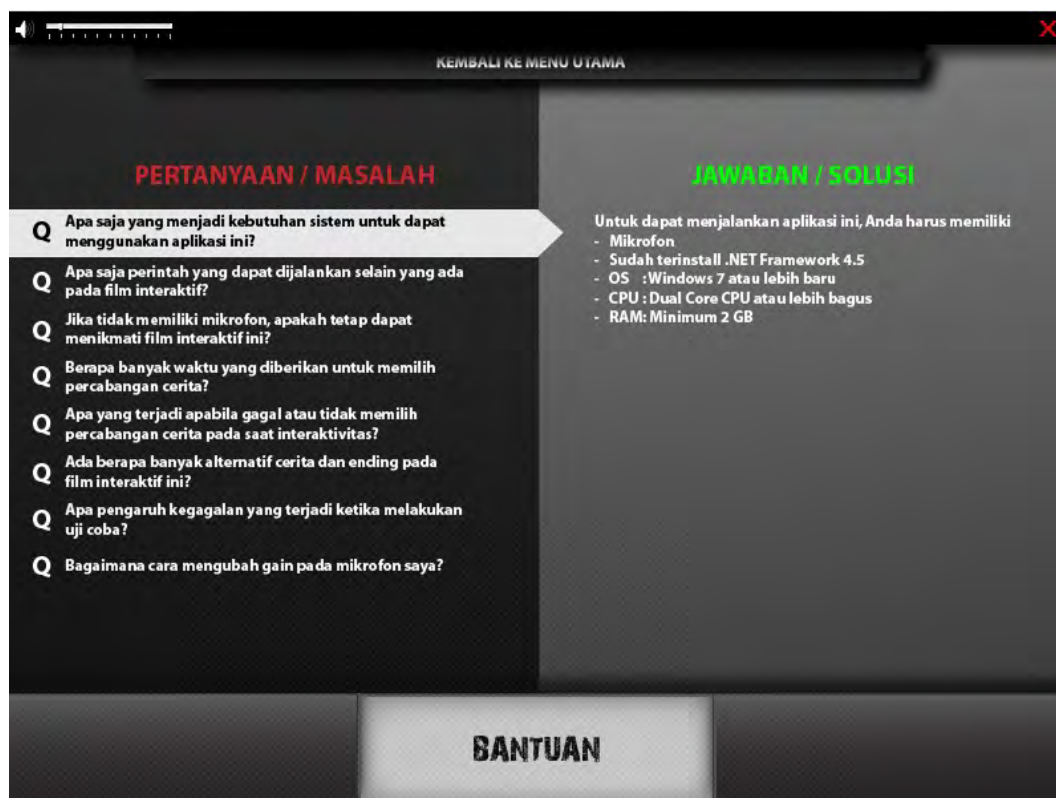 KEMBALI KE MENU UTAMA
PERTANYAAN / MASALAH
Q Apa saja yang menjadi kebutuhan sistem untuk dapat
menggunakan aplikasi ini?
Q Apa saja perintah yang dapat dijalankan selain yang ada
pada film interaktif?
Q Jika tidak memiliki mikrofon, apakah tetap dapat
menikmati film interaktif ini?
Q Berapa banyak waktu yang diberikan untuk memilih
percabangan cerita?
Q Apa yang terjadi apabila gagal atau tidak memilih
percabangan cerita pada saat interaktivitas?
Q Ada berapa banyak alternatif cerita dan ending pada
film interaktif ini?
Q Apa pengaruh kegagalan yang terjadi ketika melakukan
uji coba?
Q Bagaimana cara mengubah gain pada mikrofon saya?
JAWABAN / SOLUSI
Untuk dapat menjalankan aplikasi ini, Anda harus memiliki
- Mikrofon
- Sudah terinstall .NET Framework 4.5
- OS : Windows 7 atau lebih baru
- CPU : Dual Core CPU atau lebih bagus
- RAM: Minimum 2 GB
BANTUAN